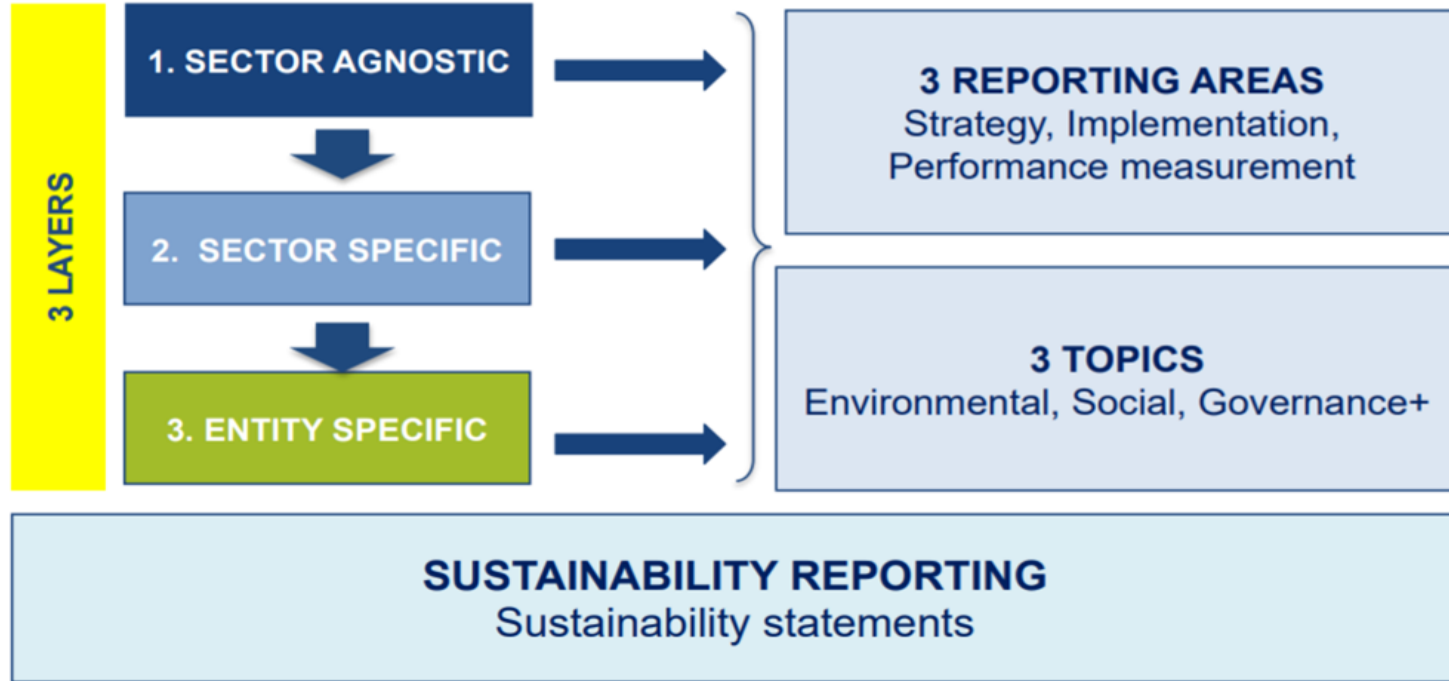 3 LAYERS
1. SECTOR AGNOSTIC
2. SECTOR SPECIFIC
3. ENTITY SPECIFIC
3 REPORTING AREAS
Strategy, Implementation,
Performance measurement
3 TOPICS
Environmental, Social, Governance+
SUSTAINABILITY REPORTING
Sustainability statements